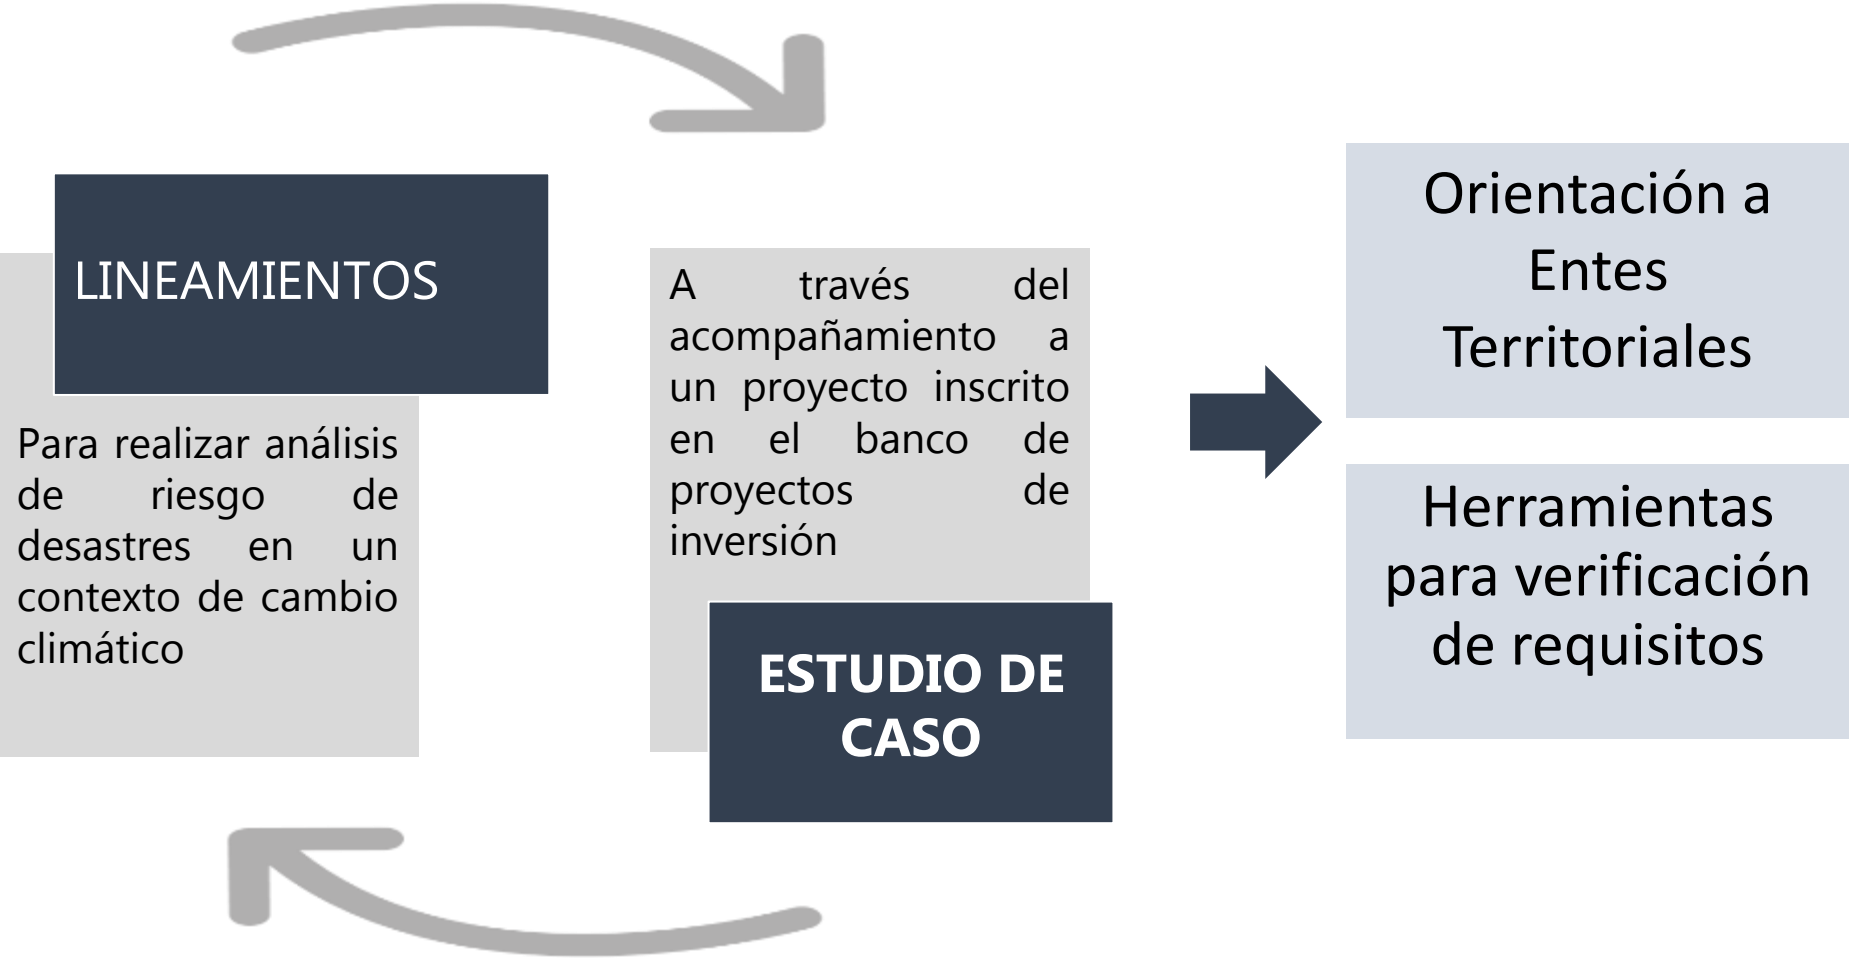 LINEAMIENTOS
Para realizar análisis
de riesgo de
desastres en un
contexto de cambio
climático
A través del
acompañamiento a
un proyecto inscrito
en el banco de
proyectos de
inversión
ESTUDIO DE
CASO
Orientación a
Entes
Territoriales
Herramientas
para verificación
de requisitos